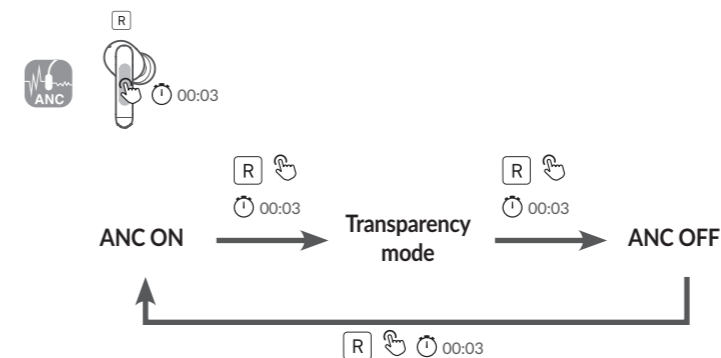 R
ANC
00:03
R
R
00:03
00:03
ANC ON
Transparency
mode
ANC OFF
R
00:03